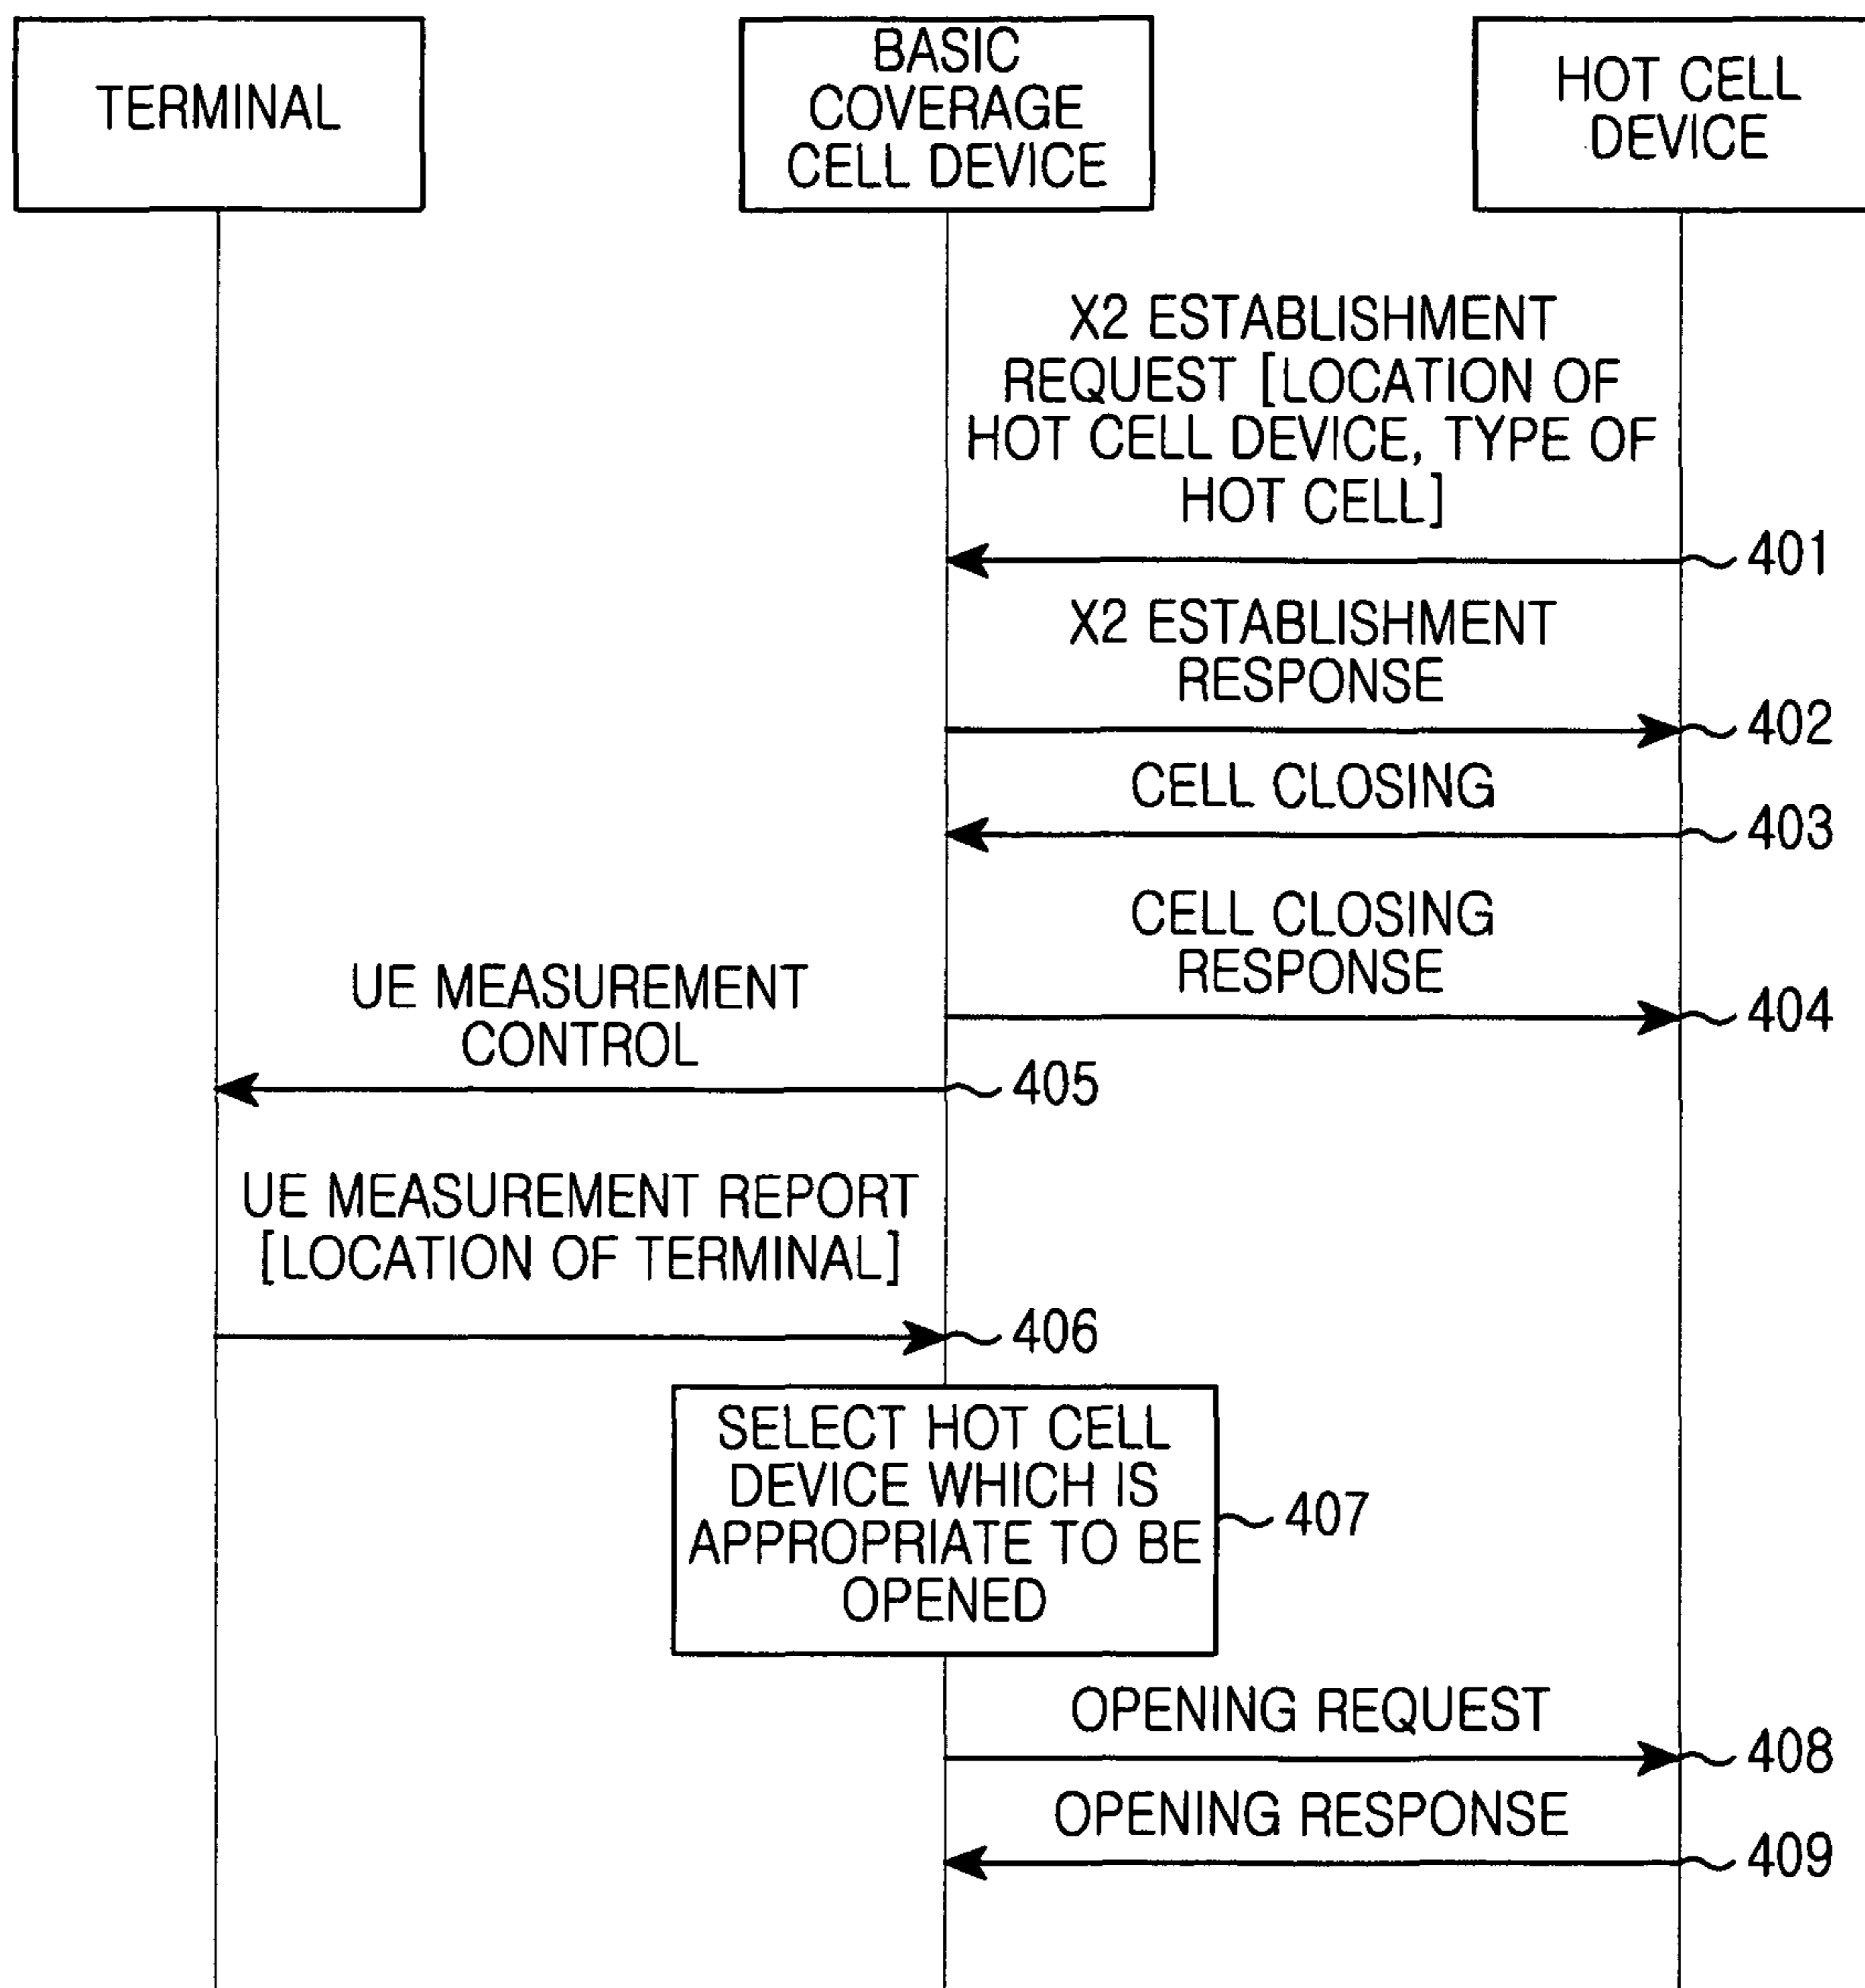 TERMINAL
BASIC
COVERAGE
CELL DEVICE
HOT CELL
DEVICE
X2 ESTABLISHMENT
REQUEST [LOCATION OF
HOT CELL DEVICE, TYPE OF
HOT CELL]
401
X2 ESTABLISHMENT
RESPONSE
402
CELL CLOSING
403
CELL CLOSING
RESPONSE
404
UE MEASUREMENT
CONTROL
405
UE MEASUREMENT REPORT
[LOCATION OF TERMINAL]
406
SELECT HOT CELL
DEVICE WHICH IS
APPROPRIATE TO BE
OPENED
407
OPENING REQUEST
408
OPENING RESPONSE
409